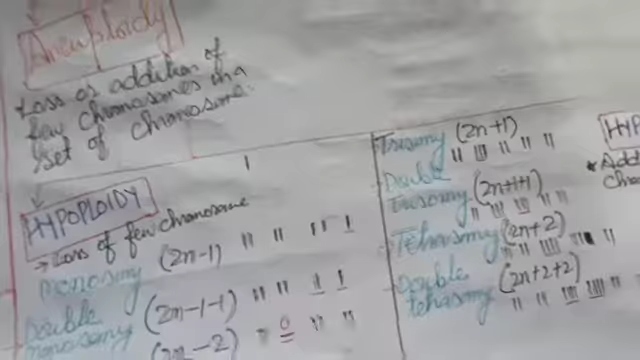 Aneuploidy
Loss or addition of
few chromosomes in a
set of chromosome.
HYPOPLOIDY
→ Loss of few chromosome
Monosomy (2n-1)
Double
monosomy (2n-1-1)
(2n-2)
Trisomy (2n+1)
Double
Trisomy (2n+1+1)
Tetrasomy (2n+2)
Double
tetrasomy (2n+2+2)
HYP
* Add
chro